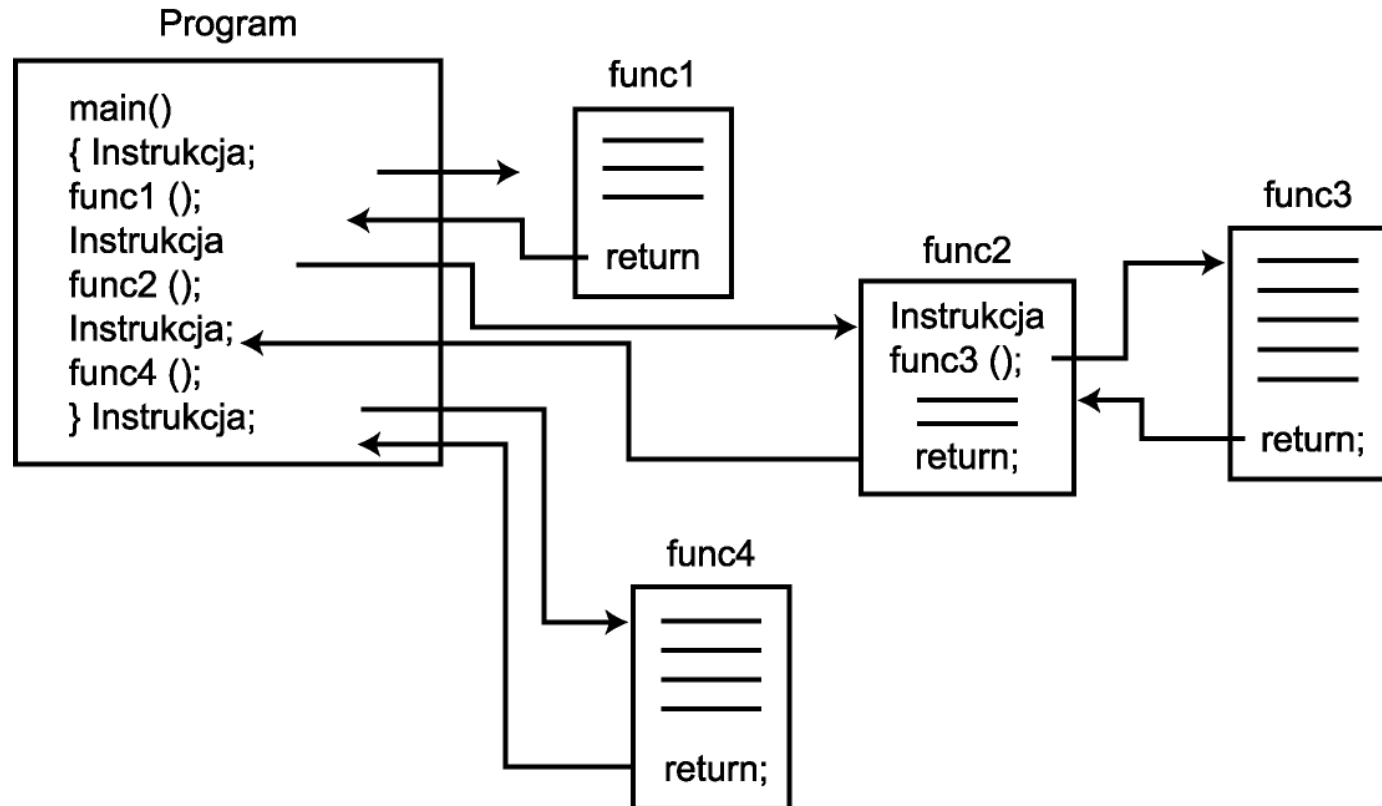 Program
main()
{ Instrukcja;
func1 ();
Instrukcja
func2 ();
Instrukcja;
func4 ();
} Instrukcja;
func1
return
func2
Instrukcja
func3 ();
return;
func3
return;
func4
return;